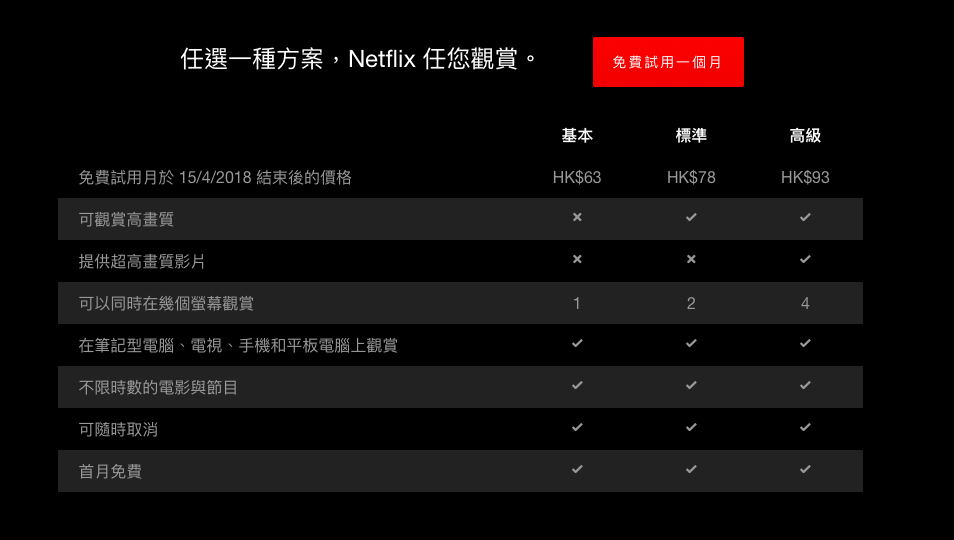 任選一種方案，Netflix 任您觀賞。
免費試用一個月
基本 標準 高級
免費試用月於 15/4/2018 結束後的價格 HK$63 HK$78 HK$93
可觀賞高畫質 ✕ ✓ ✓
提供超高畫質影片 ✕ ✕ ✓
可以同時在幾個螢幕觀賞 1 2 4
在筆記型電腦、電視、手機和平板電腦上觀賞 ✓ ✓ ✓
不限時數的電影與節目 ✓ ✓ ✓
可隨時取消 ✓ ✓ ✓
首月免費 ✓ ✓ ✓